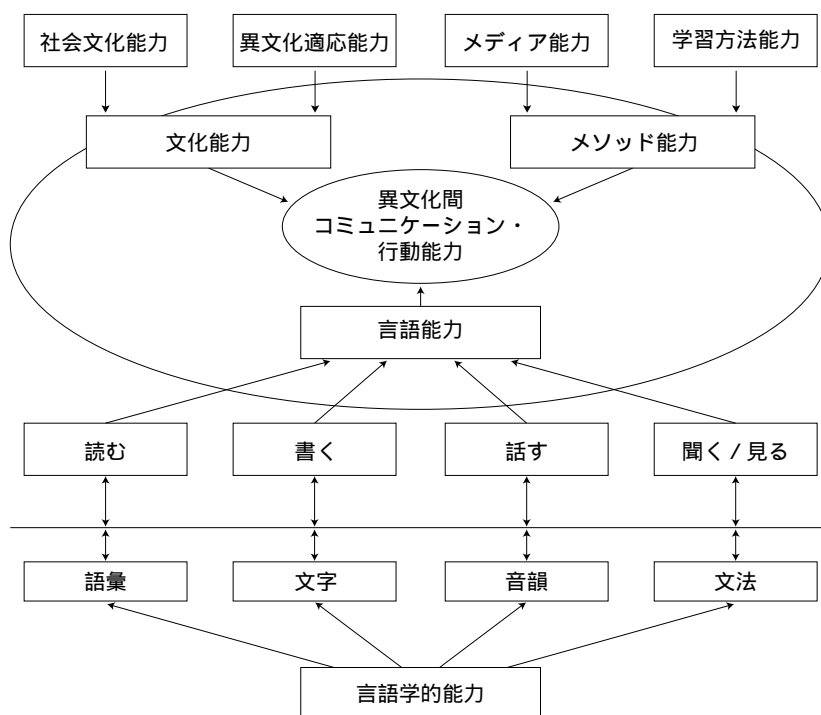 社会文化能力
異文化適応能力
メディア能力
学習方法能力
文化能力
メソッド能力
異文化間
コミュニケーション・
行動能力
言語能力
読む
書く
話す
聞く / 見る
語彙
文字
音韻
文法
言語学的能力